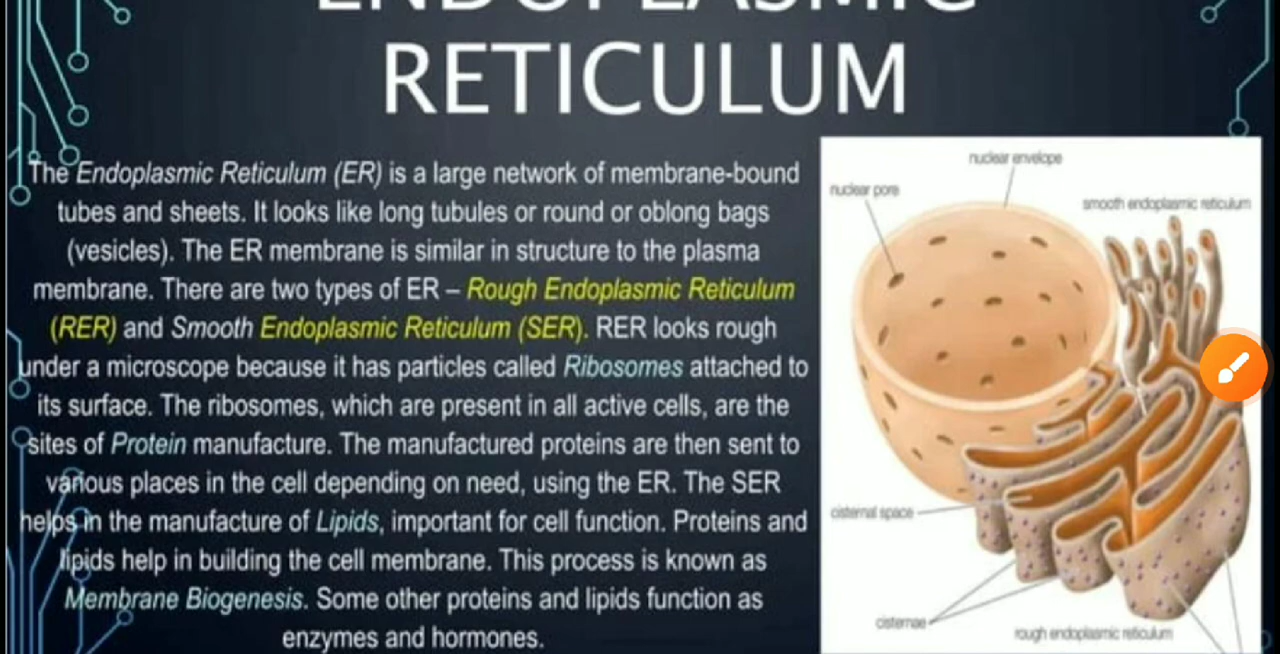 ENDOPLASMIC
RETICULUM
The Endoplasmic Reticulum (ER) is a large network of membrane-bound
tubes and sheets. It looks like long tubules or round or oblong bags
(vesicles). The ER membrane is similar in structure to the plasma
membrane. There are two types of ER – Rough Endoplasmic Reticulum
(RER) and Smooth Endoplasmic Reticulum (SER). RER looks rough
under a microscope because it has particles called Ribosomes attached to
its surface. The ribosomes, which are present in all active cells, are the
sites of Protein manufacture. The manufactured proteins are then sent to
various places in the cell depending on need, using the ER. The SER
helps in the manufacture of Lipids, important for cell function. Proteins and
lipids help in building the cell membrane. This process is known as
Membrane Biogenesis. Some other proteins and lipids function as
enzymes and hormones.
nuclear envelope
nuclear pore
smooth endoplasmic reticulum
cisternal space
cisternae
rough endoplasmic reticulum